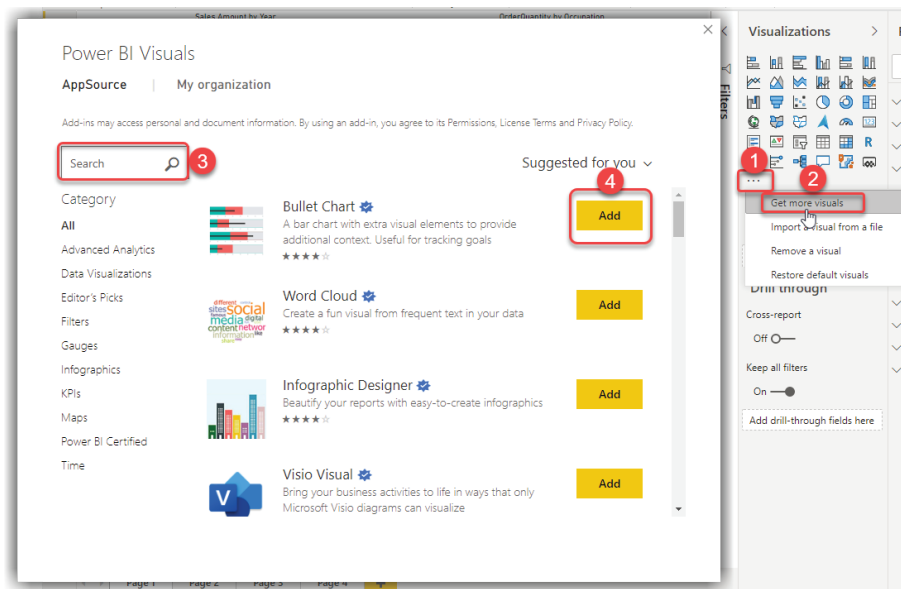 Sales Amount by Year
OrderQuantity by Occupation
Power BI Visuals
AppSource | My organization
Add-ins may access personal and document information. By using an add-in, you agree to its Permissions, License Terms and Privacy Policy.
Search
3
Suggested for you
4
Category
All
Advanced Analytics
Data Visualizations
Editor's Picks
Filters
Gauges
Infographics
KPIs
Maps
Power BI Certified
Time
Bullet Chart
A bar chart with extra visual elements to provide
additional context. Useful for tracking goals
Add
different
sites social
media digital
content networ
information
Word Cloud
Create a fun visual from frequent text in your data
Add
Infographic Designer
Beautify your reports with easy-to-create infographics
Add
V
Visio Visual
Bring your business activities to life in ways that only
Microsoft Visio diagrams can visualize
Add
Page 1 Page 2 Page 3 Page 4 +
Filters
Visualizations
R
1
2
...
Get more visuals
Import a visual from a file
Remove a visual
Restore default visuals
Drill through
Cross-report
Off
Keep all filters
On
Add drill-through fields here